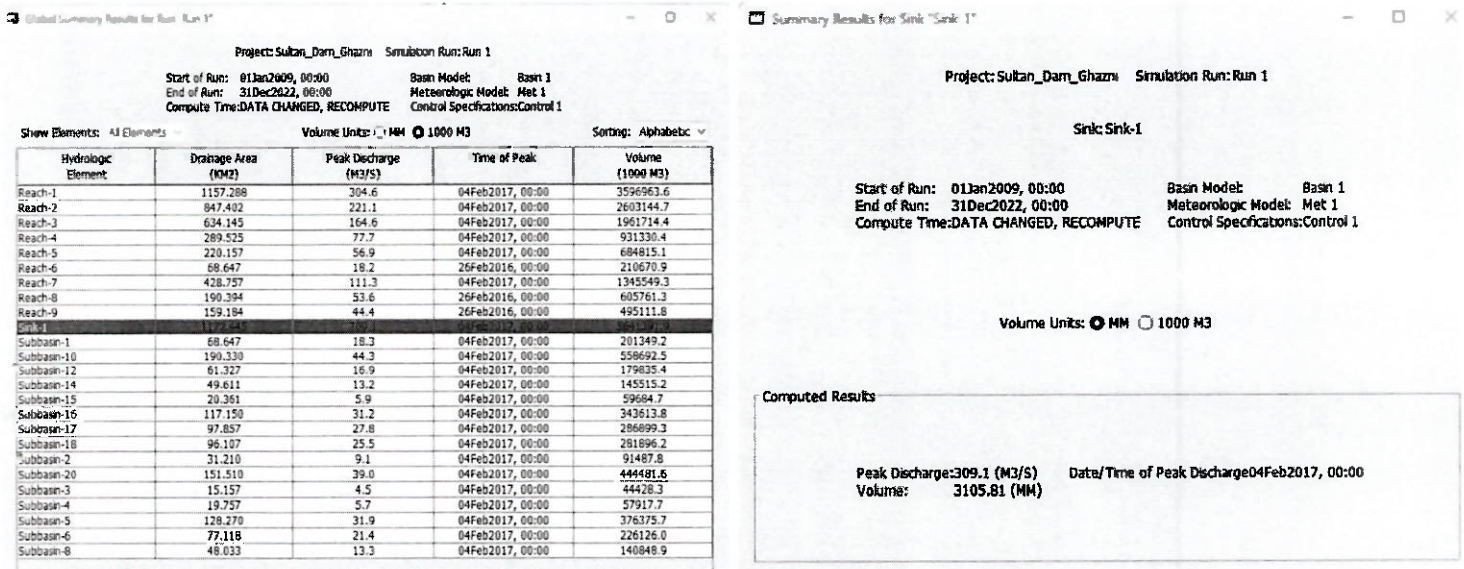 Global Summary Results for Run "Run 1"
Project: Sultan_Dam_Ghazni Simulation Run: Run 1
Start of Run: 01Jan2009, 00:00 Basin Model: Basin 1
End of Run: 31Dec2022, 00:00 Meteorologic Model: Met 1
Compute Time:DATA CHANGED, RECOMPUTE Control Specifications:Control 1
Show Elements: All Elements Volume Units: MM 1000 M3 Sorting: Alphabetic
Hydrologic Element Drainage Area (KM2) Peak Discharge (M3/S) Time of Peak Volume (1000 M3)
Reach-1 1157.288 304.6 04Feb2017, 00:00 3596963.6
Reach-2 847.402 221.1 04Feb2017, 00:00 2603144.7
Reach-3 634.145 164.6 04Feb2017, 00:00 1961714.4
Reach-4 289.525 77.7 04Feb2017, 00:00 931330.4
Reach-5 220.157 56.9 04Feb2017, 00:00 684815.1
Reach-6 68.647 18.2 26Feb2016, 00:00 210670.9
Reach-7 428.757 111.3 04Feb2017, 00:00 1345549.3
Reach-8 190.394 53.6 26Feb2016, 00:00 605761.3
Reach-9 159.184 44.4 26Feb2016, 00:00 495111.8
Sink-1 309.1 04Feb2017, 00:00
Subbasin-1 68.647 18.3 04Feb2017, 00:00 201349.2
Subbasin-10 190.330 44.3 04Feb2017, 00:00 558692.5
Subbasin-12 61.327 16.9 04Feb2017, 00:00 179835.4
Subbasin-14 49.611 13.2 04Feb2017, 00:00 145515.2
Subbasin-15 20.361 5.9 04Feb2017, 00:00 59684.7
Subbasin-16 117.150 31.2 04Feb2017, 00:00 343613.8
Subbasin-17 97.857 27.8 04Feb2017, 00:00 286899.3
Subbasin-18 96.107 25.5 04Feb2017, 00:00 281896.2
Subbasin-2 31.210 9.1 04Feb2017, 00:00 91487.8
Subbasin-20 151.510 39.0 04Feb2017, 00:00 444481.6
Subbasin-3 15.157 4.5 04Feb2017, 00:00 44428.3
Subbasin-4 19.757 5.7 04Feb2017, 00:00 57917.7
Subbasin-5 128.270 31.9 04Feb2017, 00:00 376375.7
Subbasin-6 77.118 21.4 04Feb2017, 00:00 226126.0
Subbasin-8 48.033 13.3 04Feb2017, 00:00 140848.9
Summary Results for Sink "Sink-1"
Project: Sultan_Dam_Ghazni Simulation Run: Run 1
Sink: Sink-1
Start of Run: 01Jan2009, 00:00 Basin Model: Basin 1
End of Run: 31Dec2022, 00:00 Meteorologic Model: Met 1
Compute Time:DATA CHANGED, RECOMPUTE Control Specifications:Control 1
Volume Units: MM 1000 M3
Computed Results
Peak Discharge:309.1 (M3/S) Date/Time of Peak Discharge04Feb2017, 00:00
Volume: 3105.81 (MM)